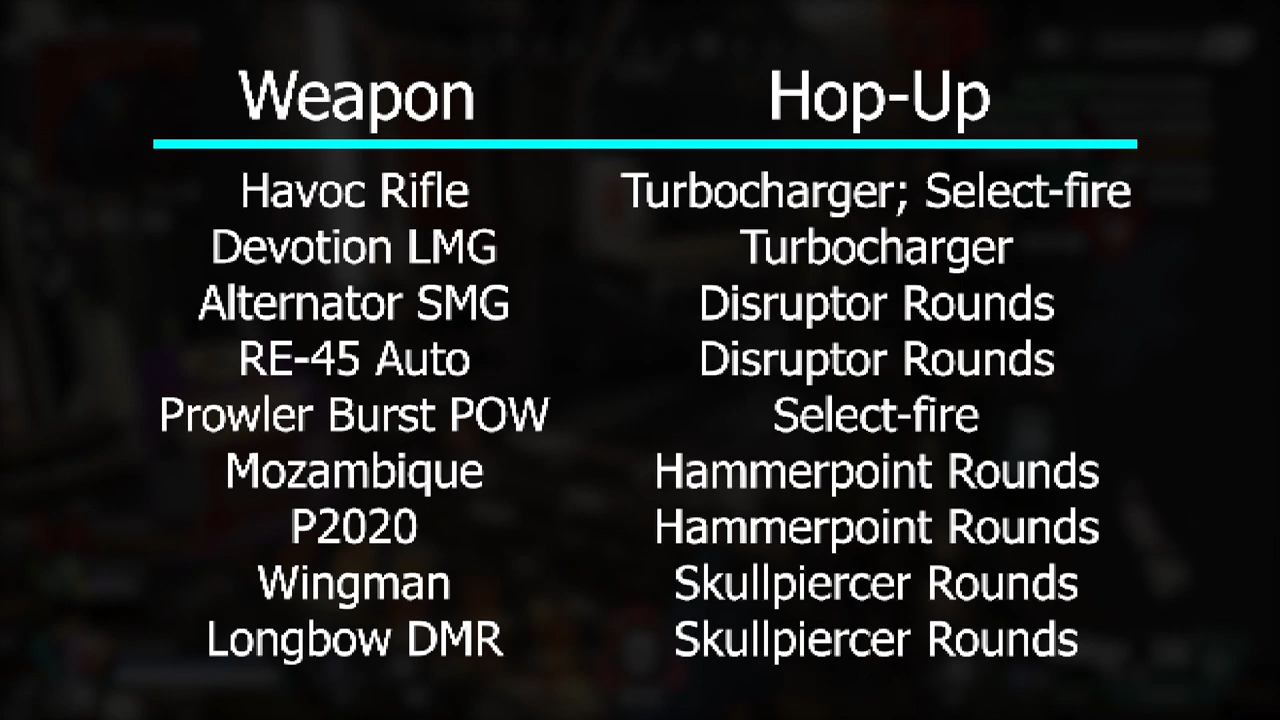 Weapon Hop-Up
Havoc Rifle Turbocharger; Select-fire
Devotion LMG Turbocharger
Alternator SMG Disruptor Rounds
RE-45 Auto Disruptor Rounds
Prowler Burst POW Select-fire
Mozambique Hammerpoint Rounds
P2020 Hammerpoint Rounds
Wingman Skullpiercer Rounds
Longbow DMR Skullpiercer Rounds